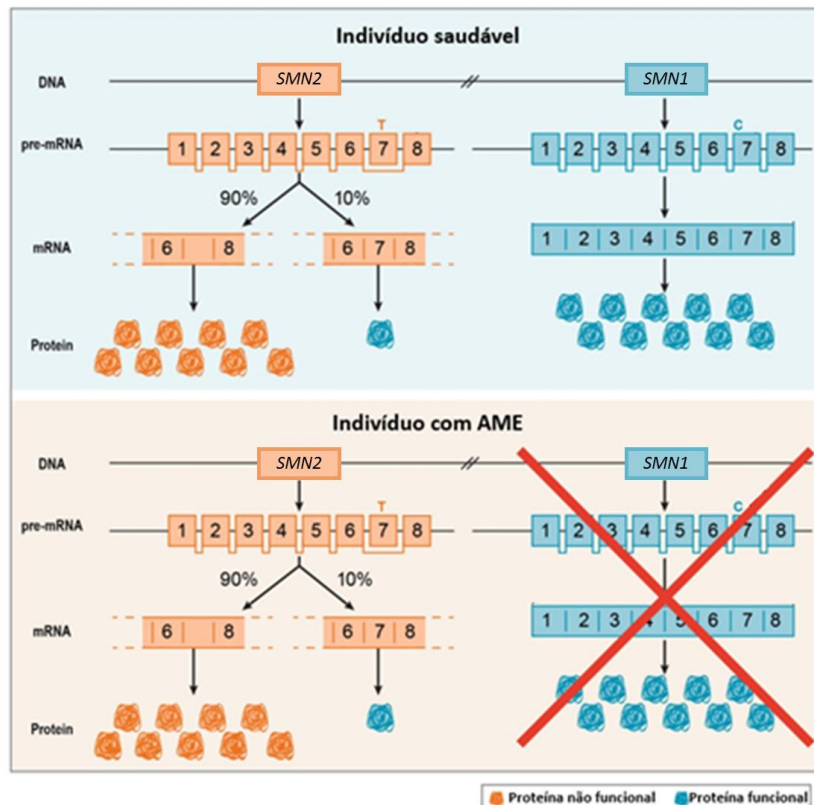 Indivíduo saudável
DNA SMN2 SMN1
T C
pre-mRNA 1 2 3 4 5 6 7 8 1 2 3 4 5 6 7 8
90% 10%
mRNA 6 8 6 7 8 1 2 3 4 5 6 7 8
Protein
Indivíduo com AME
DNA SMN2 SMN1
T C
pre-mRNA 1 2 3 4 5 6 7 8 1 2 3 4 5 6 7 8
90% 10%
mRNA 6 8 6 7 8 1 2 3 4 5 6 7 8
Protein
Proteína não funcional Proteína funcional